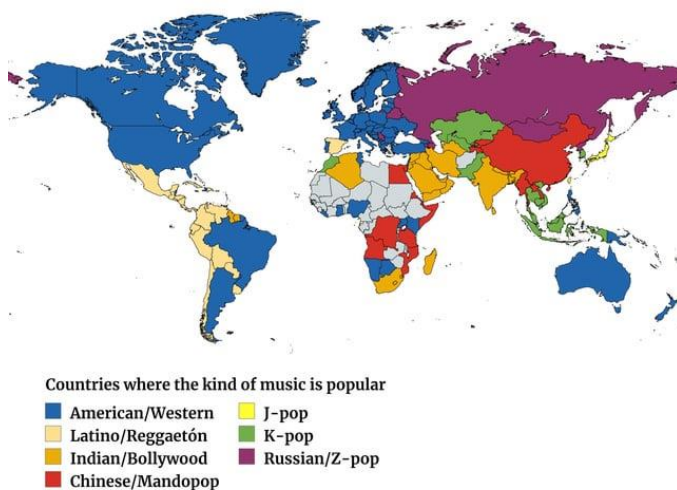 Countries where the kind of music is popular
American/Western
Latino/Reggaetón
Indian/Bollywood
Chinese/Mandopop
J-pop
K-pop
Russian/Z-pop